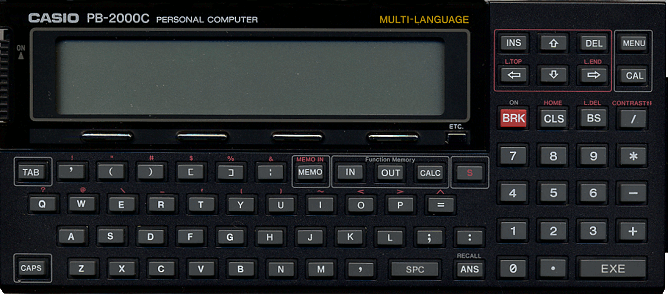 CASIO PB-2000C PERSONAL COMPUTER MULTI-LANGUAGE
ON
ETC.
INS DEL MENU
L.TOP L.END
CAL
ON HOME L.DEL CONTRAST
BRK CLS BS /
MEMO IN Function Memory
TAB ' ( ) [ ] ; MEMO IN OUT CALC S
7 8 9 *
Q W E R T Y U I O P =
4 5 6 −
A S D F G H J K L ; :
1 2 3 +
RECALL
CAPS Z X C V B N M , SPC ANS
0 . EXE